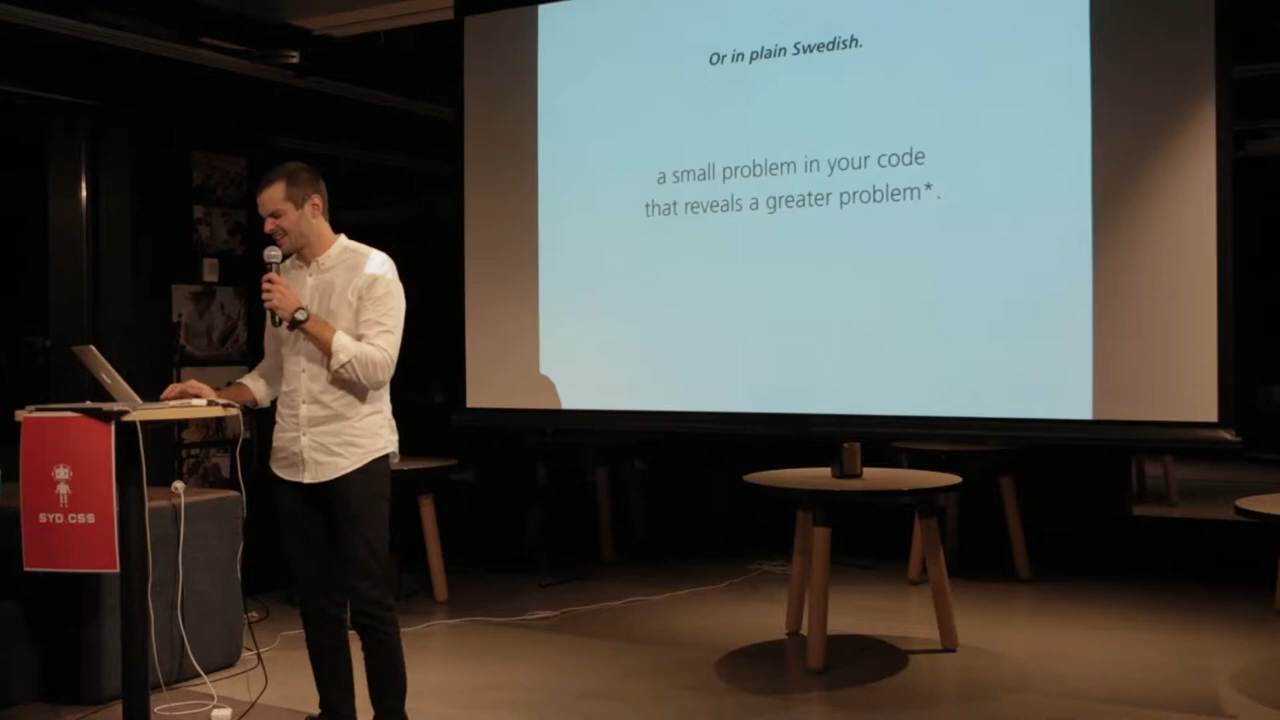 Or in plain Swedish.
a small problem in your code
that reveals a greater problem*.
SYD.CSS